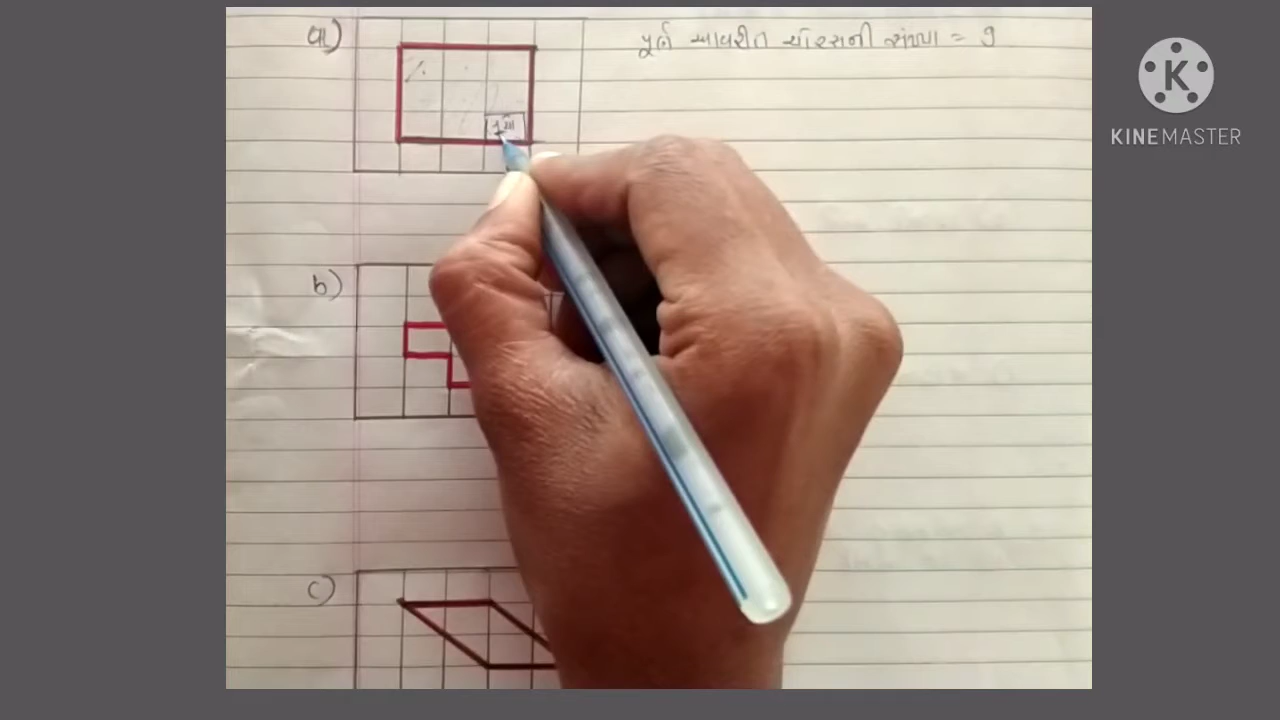 a)
પૂર્ણ આવરીત ચોરસની સંખ્યા = 9
b)
c)
KINEMASTER